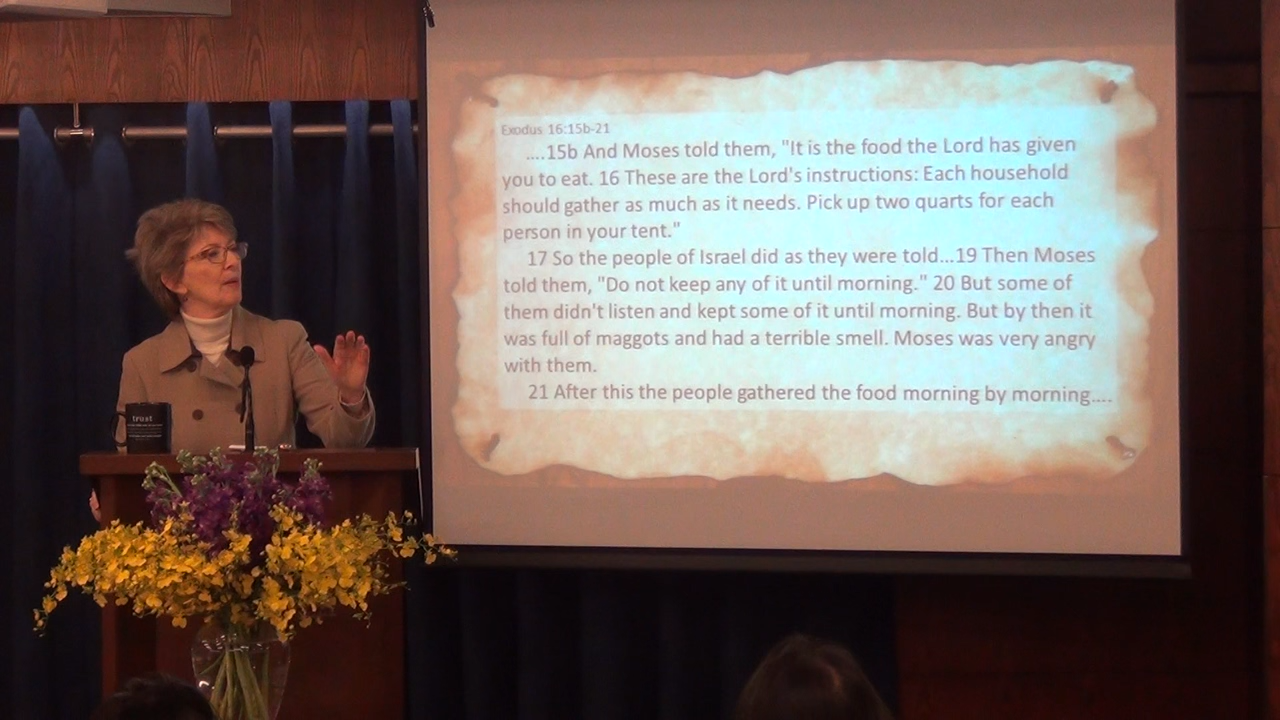 Exodus 16:15b-21
....15b And Moses told them, "It is the food the Lord has given
you to eat. 16 These are the Lord's instructions: Each household
should gather as much as it needs. Pick up two quarts for each
person in your tent."
17 So the people of Israel did as they were told...19 Then Moses
told them, "Do not keep any of it until morning." 20 But some of
them didn't listen and kept some of it until morning. But by then it
was full of maggots and had a terrible smell. Moses was very angry
with them.
21 After this the people gathered the food morning by morning....
trust